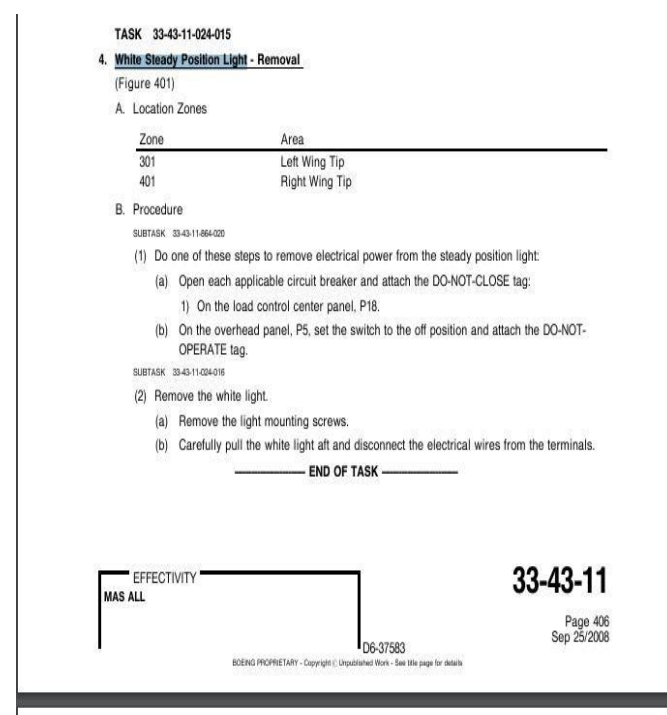 TASK 33-43-11-024-015
4. White Steady Position Light - Removal
(Figure 401)
A. Location Zones
Zone Area
301 Left Wing Tip
401 Right Wing Tip
B. Procedure
SUBTASK 33-43-11-864-020
(1) Do one of these steps to remove electrical power from the steady position light:
(a) Open each applicable circuit breaker and attach the DO-NOT-CLOSE tag:
1) On the load control center panel, P18.
(b) On the overhead panel, P5, set the switch to the off position and attach the DO-NOT-
OPERATE tag.
SUBTASK 33-43-11-024-016
(2) Remove the white light.
(a) Remove the light mounting screws.
(b) Carefully pull the white light aft and disconnect the electrical wires from the terminals.
END OF TASK
EFFECTIVITY
MAS ALL
33-43-11
Page 406
Sep 25/2008
D6-37583
BOEING PROPRIETARY - Copyright © Unpublished Work - See title page for details